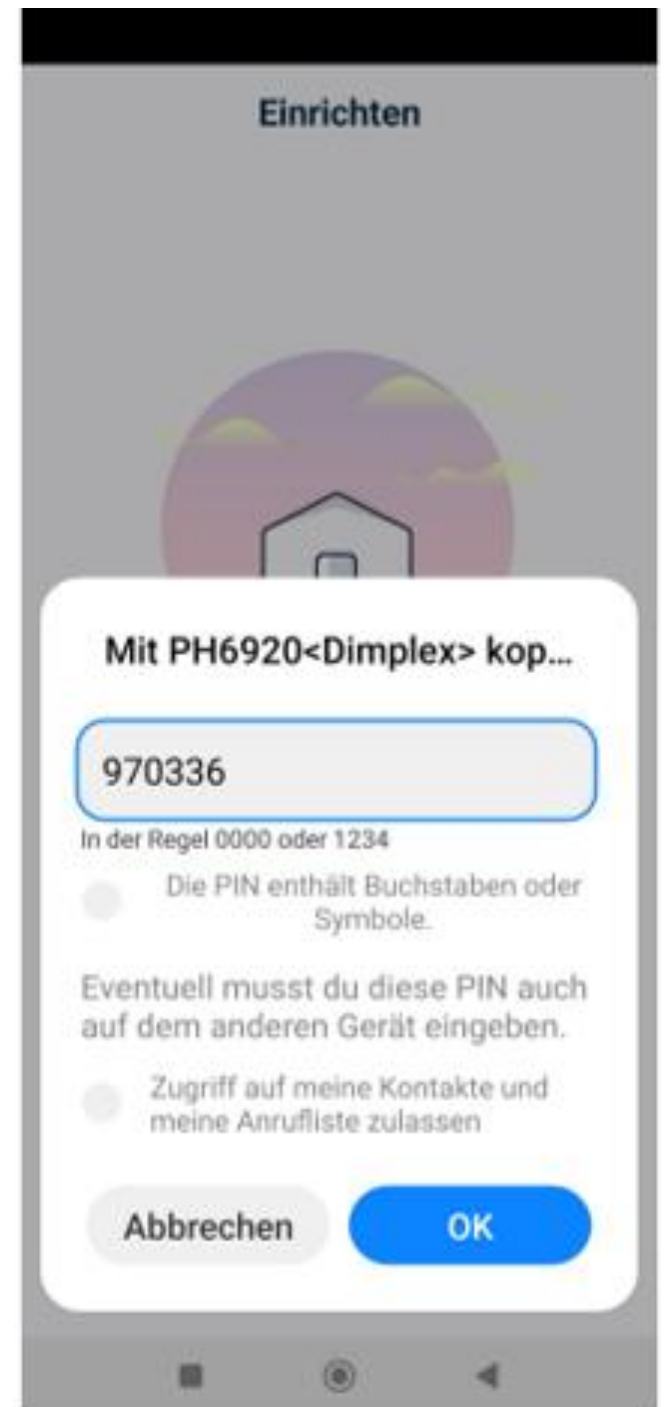 Einrichten
Mit PH6920<Dimplex> kop...
970336
In der Regel 0000 oder 1234
Die PIN enthält Buchstaben oder
Symbole.
Eventuell musst du diese PIN auch
auf dem anderen Gerät eingeben.
Zugriff auf meine Kontakte und
meine Anrufliste zulassen
Abbrechen OK